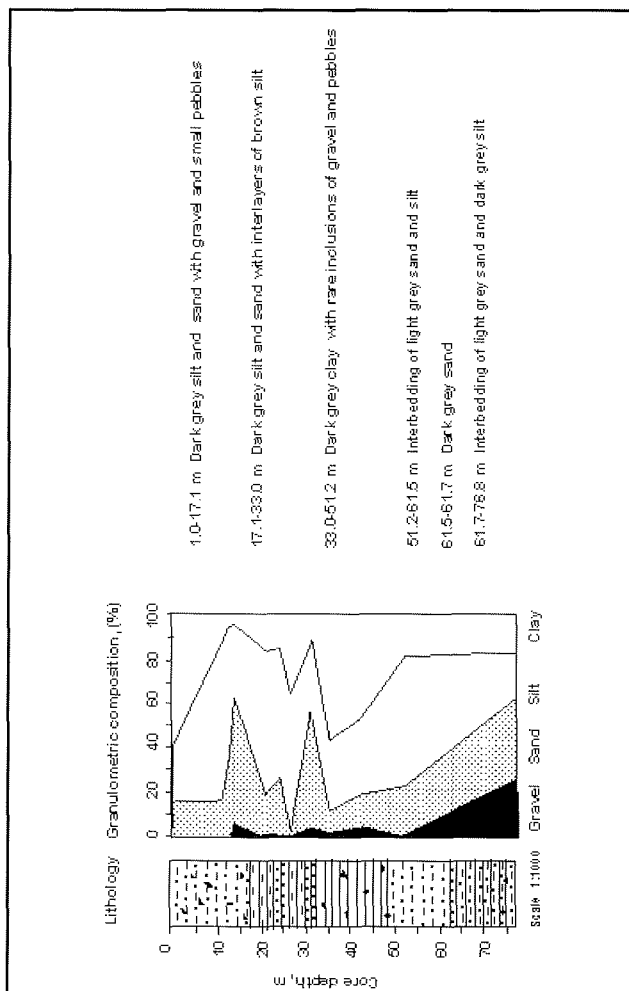 Lithology
Granulometric composition, (%)
0 20 40 60 80 100
Gravel Sand Silt Clay
Scale 1:1000
0 10 20 30 40 50 60 70
Core depth, m
1.0-17.1 m Dark grey silt and sand with gravel and small pebbles
17.1-33.0 m Dark grey silt and sand with interlayers of brown silt
33.0-51.2 m Dark grey clay with rare inclusions of gravel and pebbles
51.2-61.5 m Interbedding of light grey sand and silt
61.5-61.7 m Dark grey sand
61.7-76.8 m Interbedding of light grey sand and dark grey silt